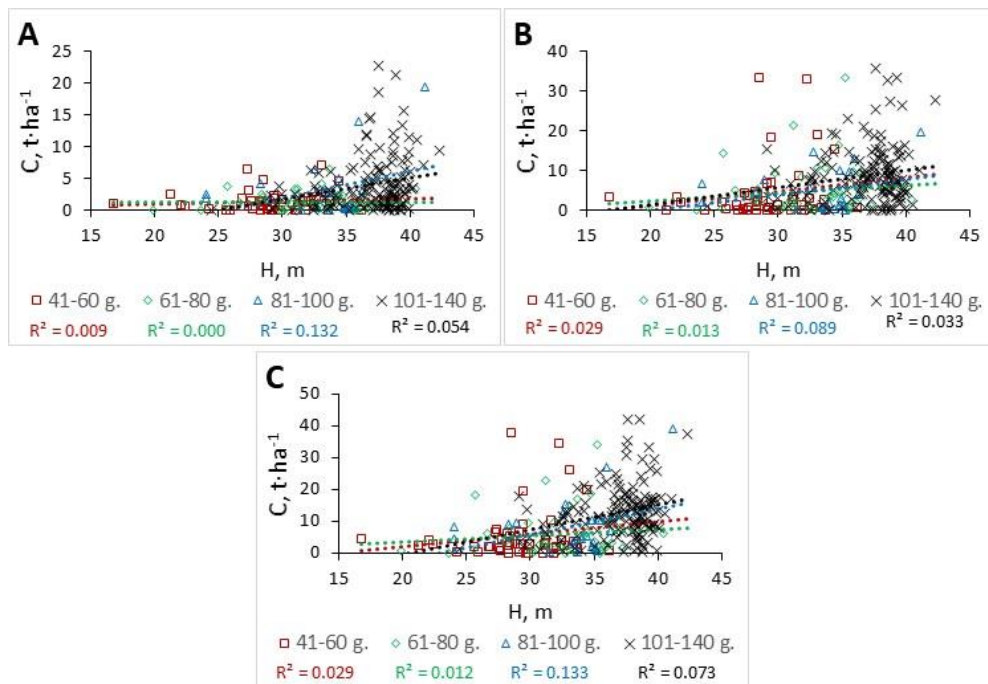 A
C, t·ha⁻¹
25
20
15
10
5
0
15 20 25 30 35 40 45
H, m
41-60 g. 61-80 g. 81-100 g. 101-140 g.
R² = 0.009 R² = 0.000 R² = 0.132 R² = 0.054
B
C, t·ha⁻¹
40
30
20
10
0
15 20 25 30 35 40 45
H, m
41-60 g. 61-80 g. 81-100 g. 101-140 g.
R² = 0.029 R² = 0.013 R² = 0.089 R² = 0.033
C
C, t·ha⁻¹
50
40
30
20
10
0
15 20 25 30 35 40 45
H, m
41-60 g. 61-80 g. 81-100 g. 101-140 g.
R² = 0.029 R² = 0.012 R² = 0.133 R² = 0.073